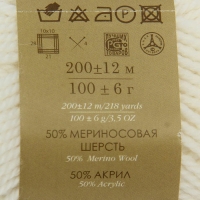 200±12 м
100±6 г
200±12 м/218 yards
100±6 г/3,5 OZ
50% МЕРИНОСОВАЯ
ШЕРСТЬ
50% Merino Wool
50% АКРИЛ
50% Acrylic